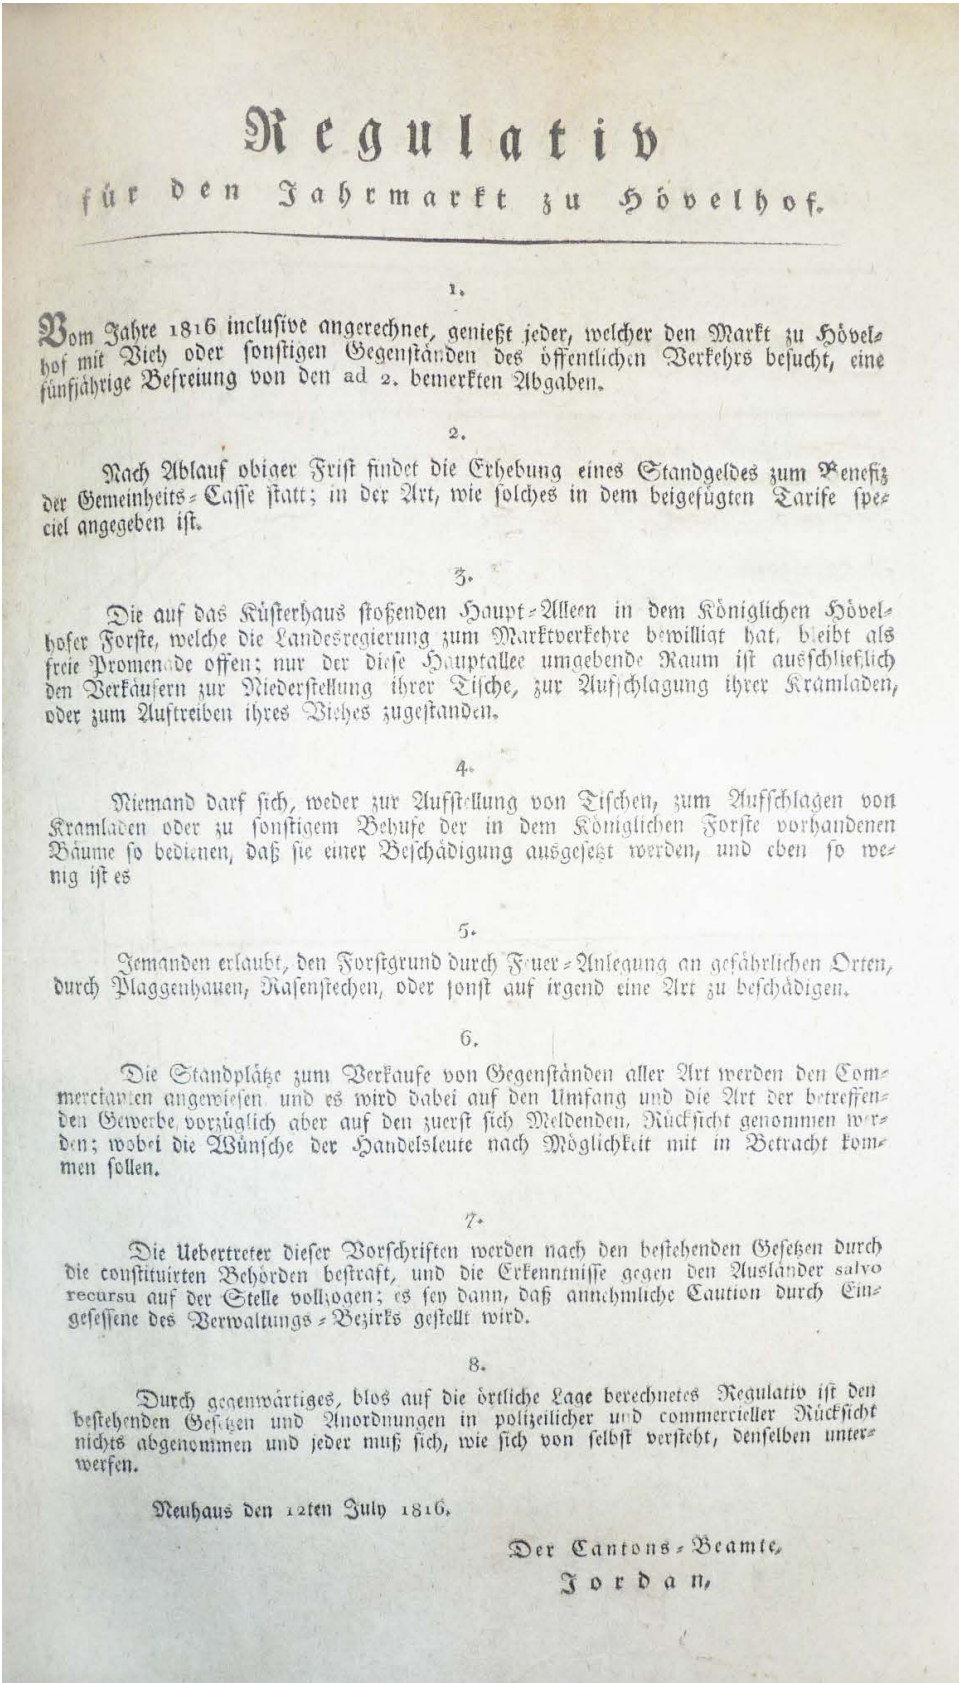 Regulativ
für den Jahrmarkt zu Hövelhof.
1.
Vom Jahre 1816 inclusive angerechnet, genießt jeder, welcher den Markt zu Hövel-
hof mit Vieh oder sonstigen Gegenständen des öffentlichen Verkehrs besucht, eine
fünfjährige Befreiung von den ad 2. bemerkten Abgaben.
2.
Nach Ablauf obiger Frist findet die Erhebung eines Standgeldes zum Benefiz
der Gemeinheits-Casse statt; in der Art, wie solches in dem beigefügten Tarife spe-
ciel angegeben ist.
3.
Die auf das Küsterhaus stoßenden Haupt-Alleen in dem Königlichen Hövel-
hofer Forste, welche die Landesregierung zum Marktverkehre bewilligt hat, bleibt als
freie Promenade offen; nur der diese Hauptallee umgebende Raum ist ausschließlich
den Verkäufern zur Niederstellung ihrer Tische, zur Aufschlagung ihrer Kramladen,
oder zum Auftreiben ihres Viehes zugestanden.
4.
Niemand darf sich, weder zur Aufstellung von Tischen, zum Aufschlagen von
Kramladen oder zu sonstigem Behufe der in dem Königlichen Forste vorhandenen
Bäume so bedienen, daß sie einer Beschädigung ausgesetzt werden, und eben so we-
nig ist es
5.
Jemanden erlaubt, den Forstgrund durch Feuer-Anlegung an gefährlichen Orten,
durch Plaggenhauen, Rasenstechen, oder sonst auf irgend eine Art zu beschädigen.
6.
Die Standplätze zum Verkaufe von Gegenständen aller Art werden den Com-
merciauten angewiesen und es wird dabei auf den Umfang und die Art der betreffen-
den Gewerbe, vorzüglich aber auf den zuerst sich Meldenden, Rücksicht genommen wer-
den; wobei die Wünsche der Handelsleute nach Möglichkeit mit in Betracht kom-
men sollen.
7.
Die Uebertreter dieser Vorschriften werden nach den bestehenden Gesetzen durch
die constituirten Behörden bestraft, und die Erkenntnisse gegen den Ausländer salvo
recursu auf der Stelle vollzogen; es sey dann, daß annehmliche Caution durch Ein-
gesessene des Verwaltungs-Bezirks gestellt wird.
8.
Durch gegenwärtiges, blos auf die örtliche Lage berechnetes Regulativ ist den
bestehenden Gesetzen und Anordnungen in polizeilicher und commercieller Rücksicht
nichts abgenommen und jeder muß sich, wie sich von selbst versteht, denselben unter-
werfen.
Neuhaus den 12ten July 1816.
Der Cantons-Beamte,
Jordan,